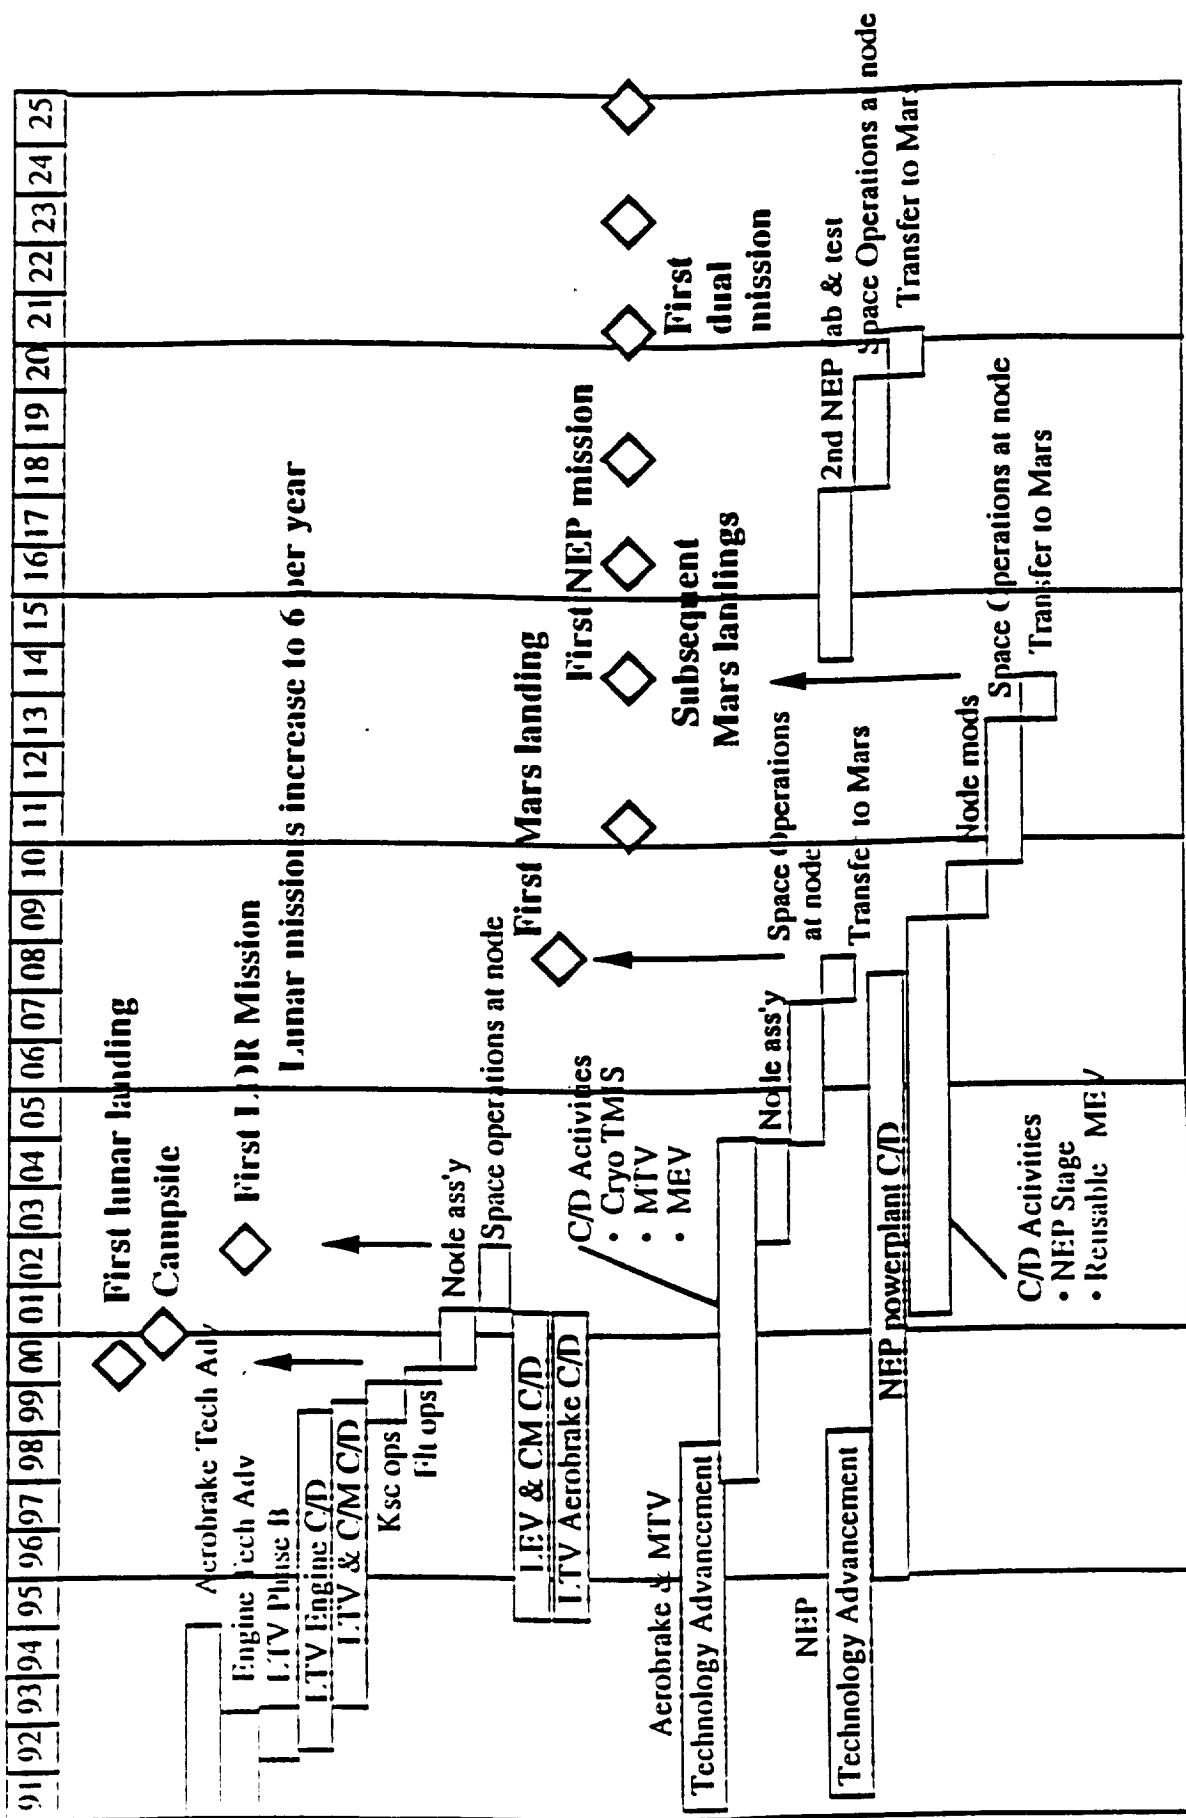 91 92 93 94 95 96 97 98 99 00 01 02 03 04 05 06 07 08 09 10 11 12 13 14 15 16 17 18 19 20 21 22 23 24 25
First lunar landing
Campsite
Aerobrake Tech Adv
First LOR Mission
Engine Tech Adv
LTV Phase B
Lunar missions increase to 6 per year
LTV Engine C/D
LTV & C/M C/D
Ksc ops
Flt ops
Node ass'y
Space operations at node
LEV & CM C/D
LTV Aerobrake C/D
First Mars landing
First NEP mission
C/D Activities
• Cryo TMIS
• MTV
• MEV
Subsequent
Mars landings
First
dual
mission
Aerobrake & MTV
Technology Advancement
Node ass'y
Space Operations
at node
Transfer to Mars
NEP
Technology Advancement
2nd NEP fab & test
Space Operations at node
Transfer to Mars
NEP powerplant C/D
Node mods
Space Operations at node
Transfer to Mars
C/D Activities
• NEP Stage
• Reusable MEV